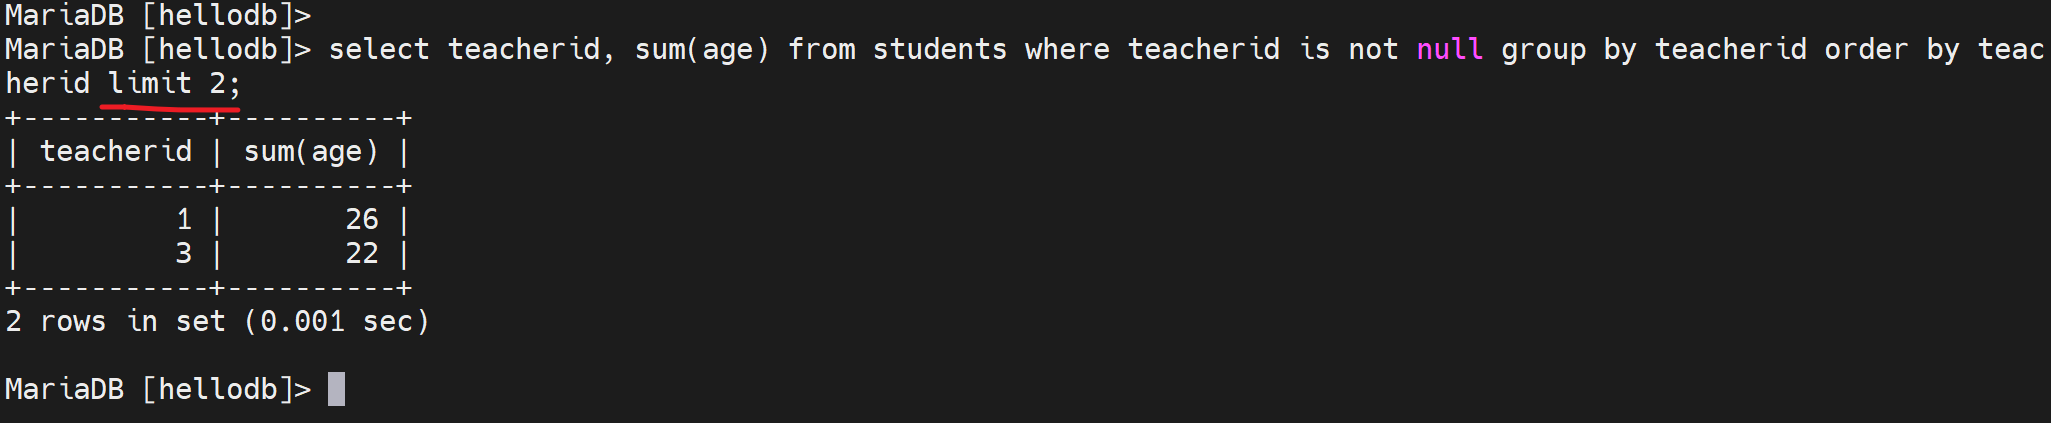 MariaDB [hellodb]>
MariaDB [hellodb]> select teacherid, sum(age) from students where teacherid is not null group by teacherid order by teac
herid limit 2;
+-----------+----------+
| teacherid | sum(age) |
+-----------+----------+
|         1 |       26 |
|         3 |       22 |
+-----------+----------+
2 rows in set (0.001 sec)
MariaDB [hellodb]>